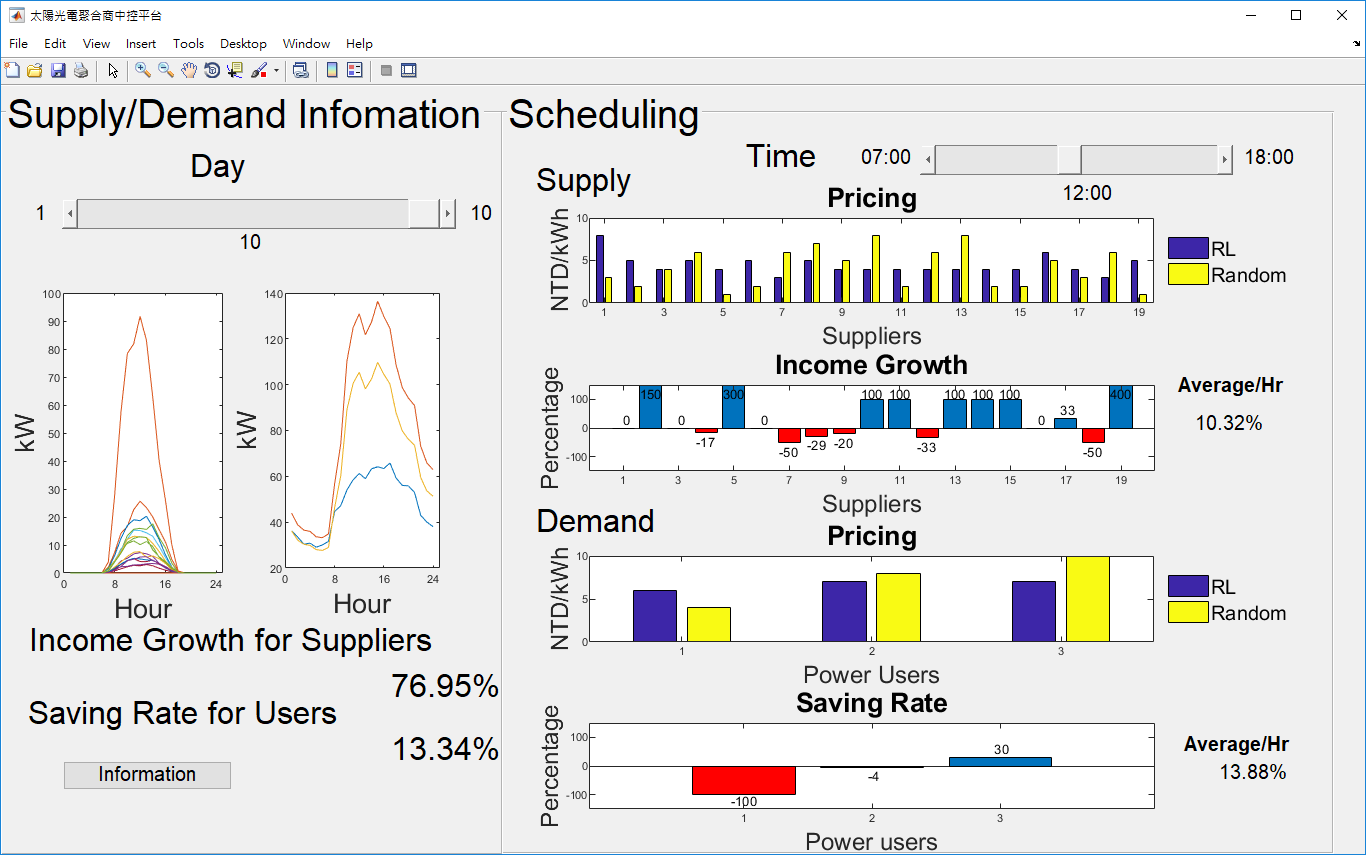 太陽光電聚合商中控平台
File Edit View Insert Tools Desktop Window Help
Supply/Demand Infomation
Day
1 10
10
kW
100
90
80
70
60
50
40
30
20
10
0
0 8 16 24
Hour
kW
140
120
100
80
60
40
20
0 8 16 24
Hour
Income Growth for Suppliers
76.95%
Saving Rate for Users
13.34%
Information
Scheduling
Time 07:00 18:00
12:00
Supply
Pricing
NTD/kWh
10
5
0
1 3 5 7 9 11 13 15 17 19
Suppliers
RL
Random
Income Growth
Percentage
100
0
-100
0 150 0 -17 300 0 -50 -29 -20 100 100 -33 100 100 100 0 33 -50 400
1 3 5 7 9 11 13 15 17 19
Suppliers
Average/Hr
10.32%
Demand
Pricing
NTD/kWh
10
5
0
1 2 3
Power Users
RL
Random
Saving Rate
Percentage
100
0
-100
-100 -4 30
1 2 3
Power users
Average/Hr
13.88%